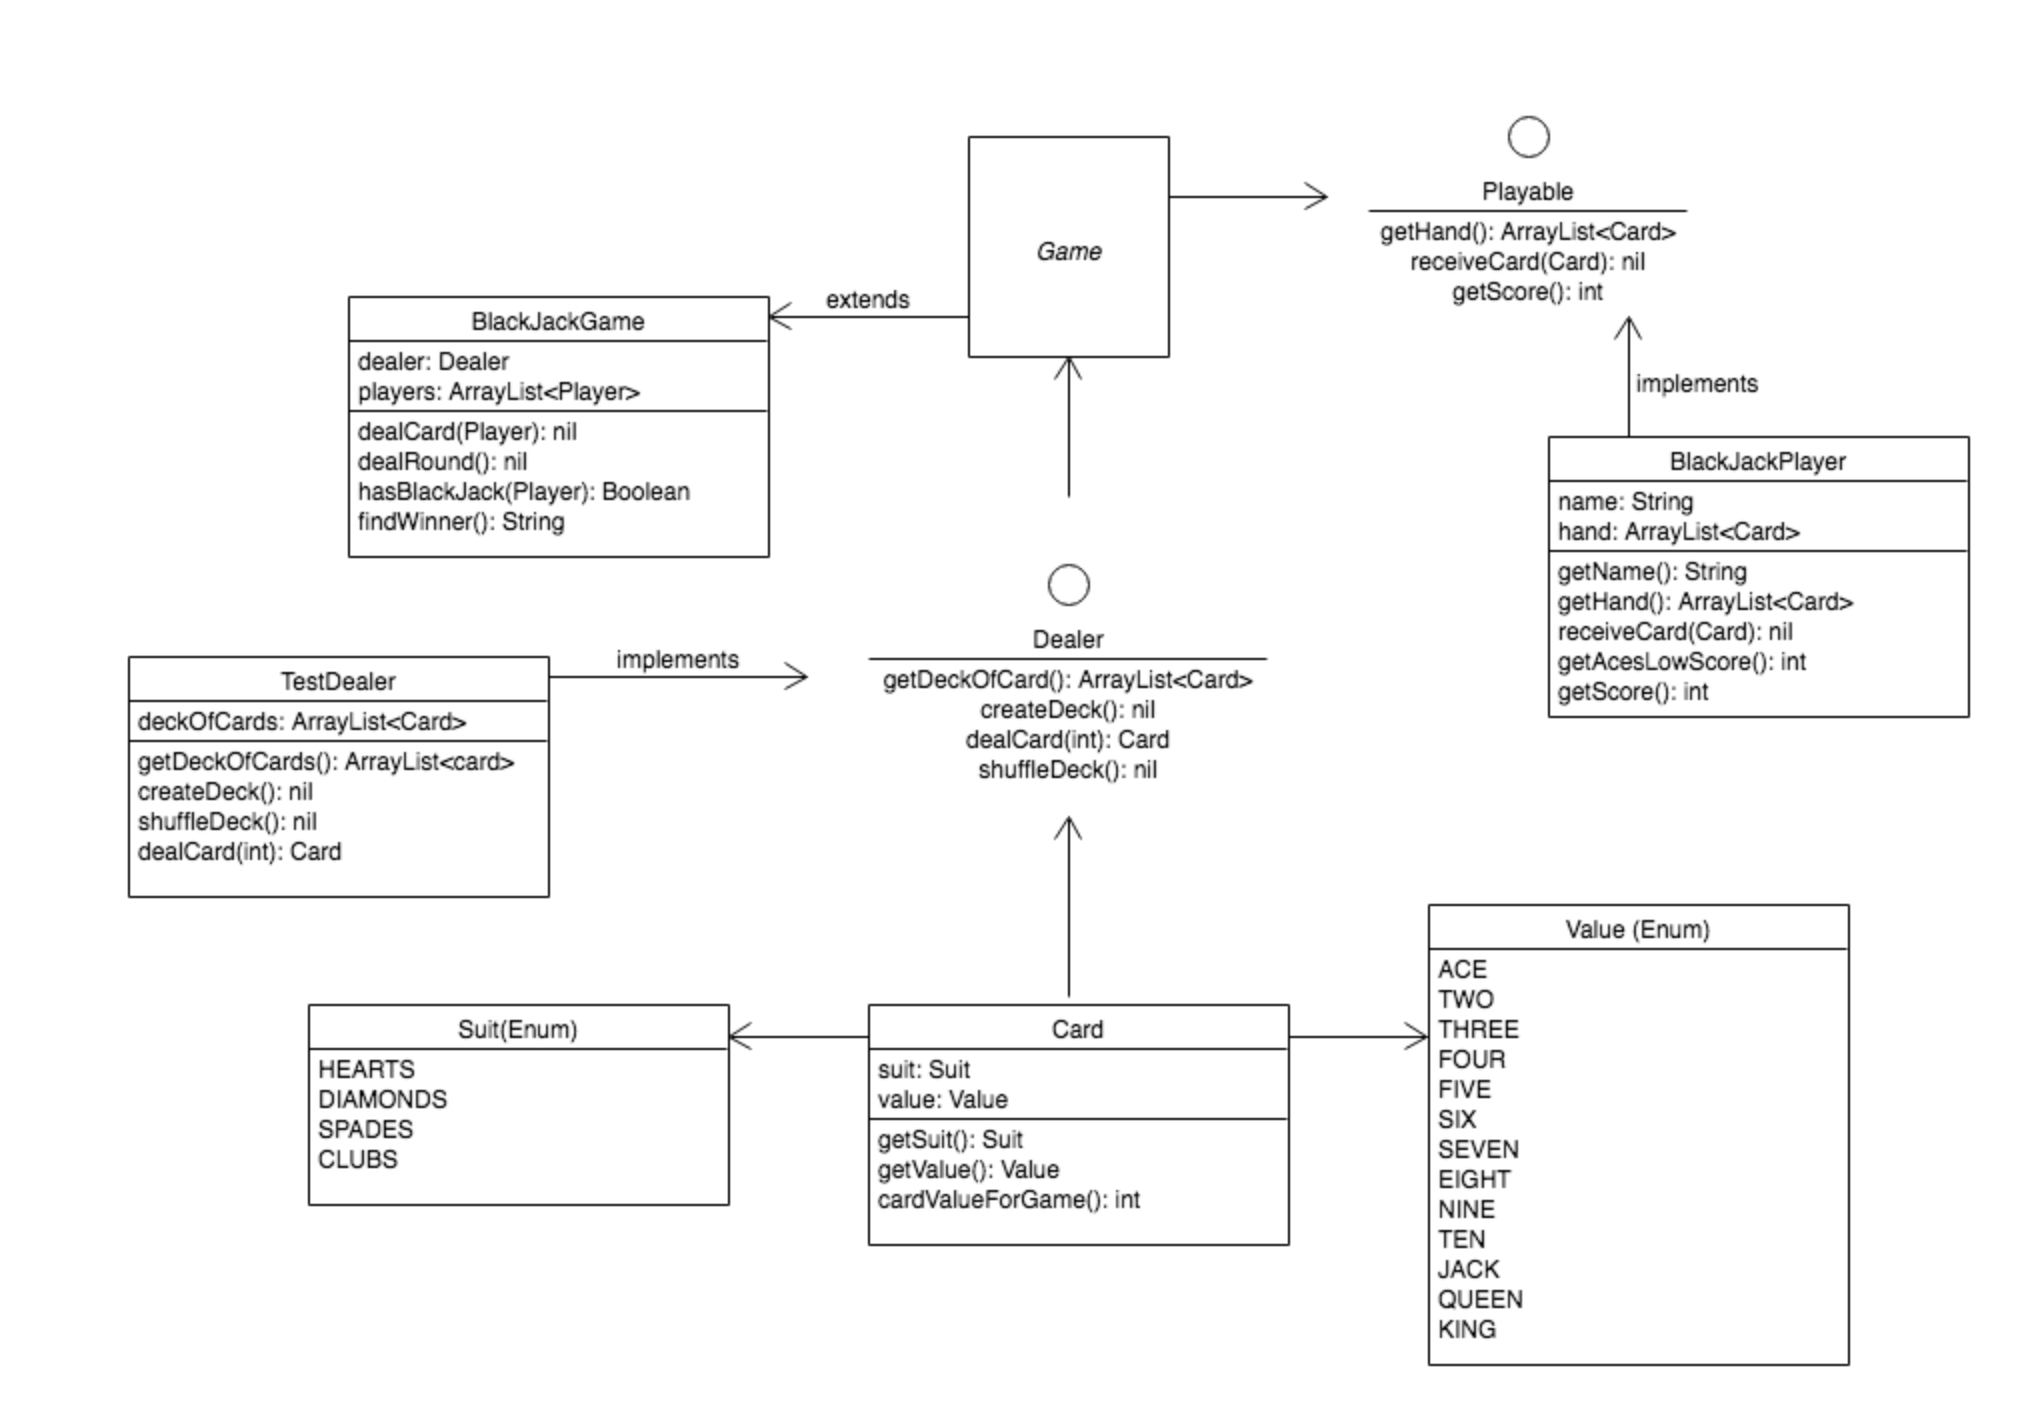 Game
Playable
getHand(): ArrayList<Card>
receiveCard(Card): nil
getScore(): int
extends
BlackJackGame
dealer: Dealer
players: ArrayList<Player>
dealCard(Player): nil
dealRound(): nil
hasBlackJack(Player): Boolean
findWinner(): String
implements
BlackJackPlayer
name: String
hand: ArrayList<Card>
getName(): String
getHand(): ArrayList<Card>
receiveCard(Card): nil
getAcesLowScore(): int
getScore(): int
Dealer
getDeckOfCard(): ArrayList<Card>
createDeck(): nil
dealCard(int): Card
shuffleDeck(): nil
implements
TestDealer
deckOfCards: ArrayList<Card>
getDeckOfCards(): ArrayList<card>
createDeck(): nil
shuffleDeck(): nil
dealCard(int): Card
Suit(Enum)
HEARTS
DIAMONDS
SPADES
CLUBS
Card
suit: Suit
value: Value
getSuit(): Suit
getValue(): Value
cardValueForGame(): int
Value (Enum)
ACE
TWO
THREE
FOUR
FIVE
SIX
SEVEN
EIGHT
NINE
TEN
JACK
QUEEN
KING